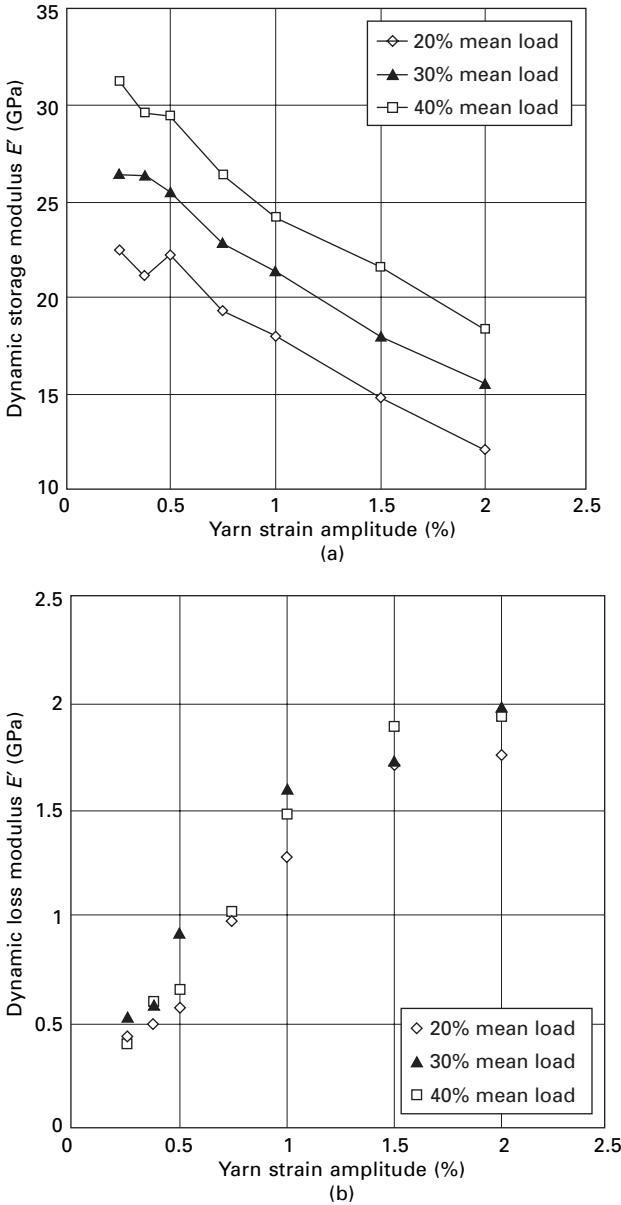 35
30
25
20
15
10
Dynamic storage modulus E′ (GPa)
20% mean load
30% mean load
40% mean load
0 0.5 1 1.5 2 2.5
Yarn strain amplitude (%)
(a)
2.5
2
1.5
1
0.5
0
Dynamic loss modulus E′ (GPa)
20% mean load
30% mean load
40% mean load
0 0.5 1 1.5 2 2.5
Yarn strain amplitude (%)
(b)